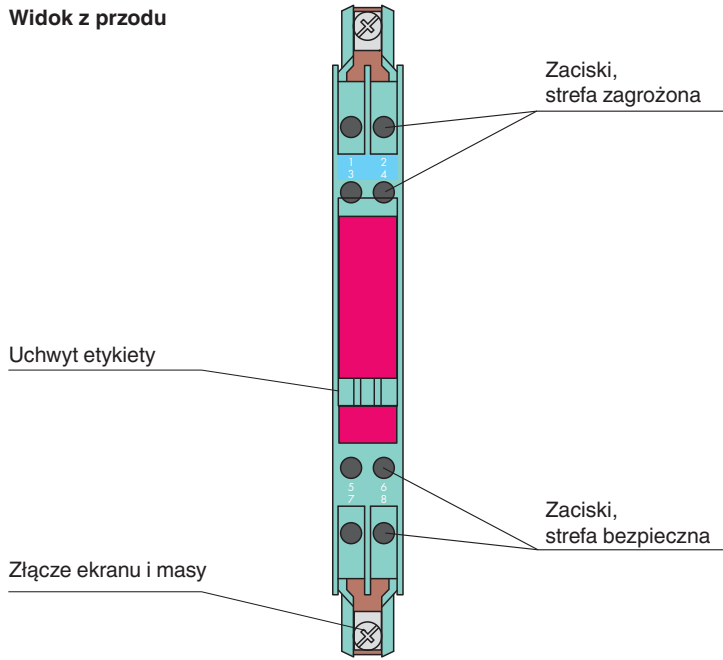 Widok z przodu
Zaciski,
strefa zagrożona
1 2
3 4
Uchwyt etykiety
5 6
7 8
Zaciski,
strefa bezpieczna
Złącze ekranu i masy